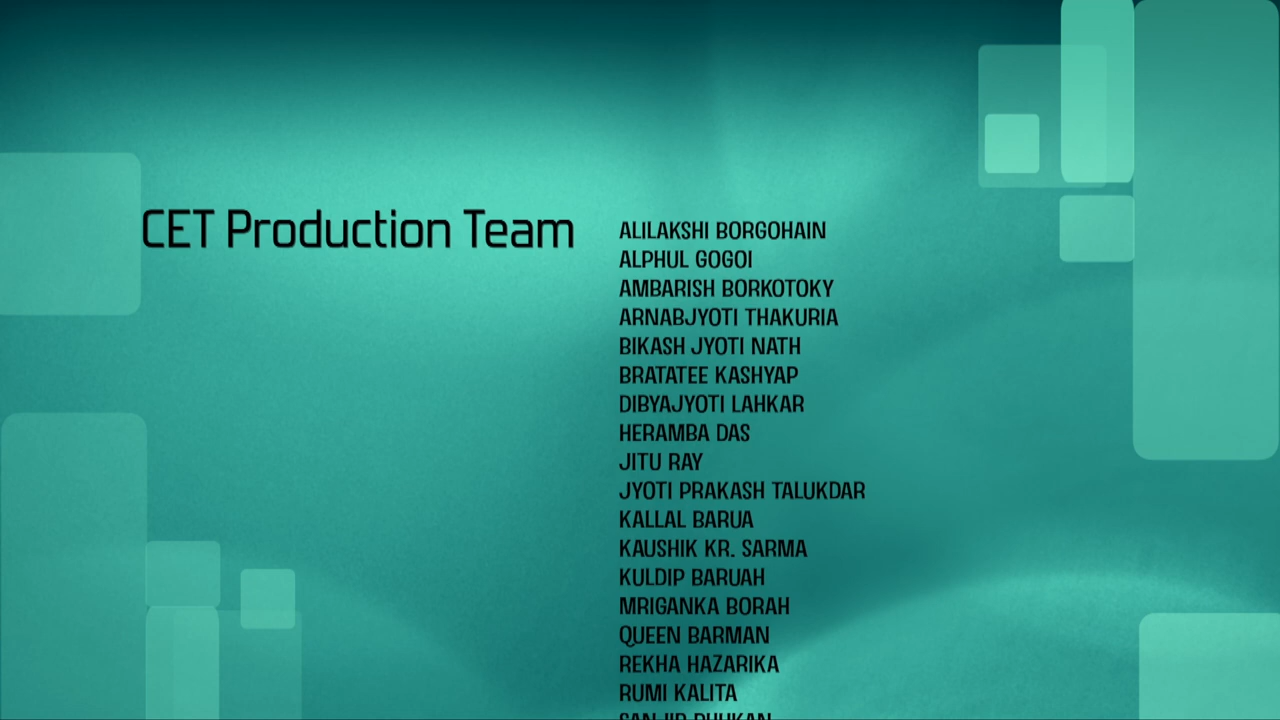 CET Production Team
ALILAKSHI BORGOHAIN
ALPHUL GOGOI
AMBARISH BORKOTOKY
ARNABJYOTI THAKURIA
BIKASH JYOTI NATH
BRATATEE KASHYAP
DIBYAJYOTI LAHKAR
HERAMBA DAS
JITU RAY
JYOTI PRAKASH TALUKDAR
KALLAL BARUA
KAUSHIK KR. SARMA
KULDIP BARUAH
MRIGANKA BORAH
QUEEN BARMAN
REKHA HAZARIKA
RUMI KALITA